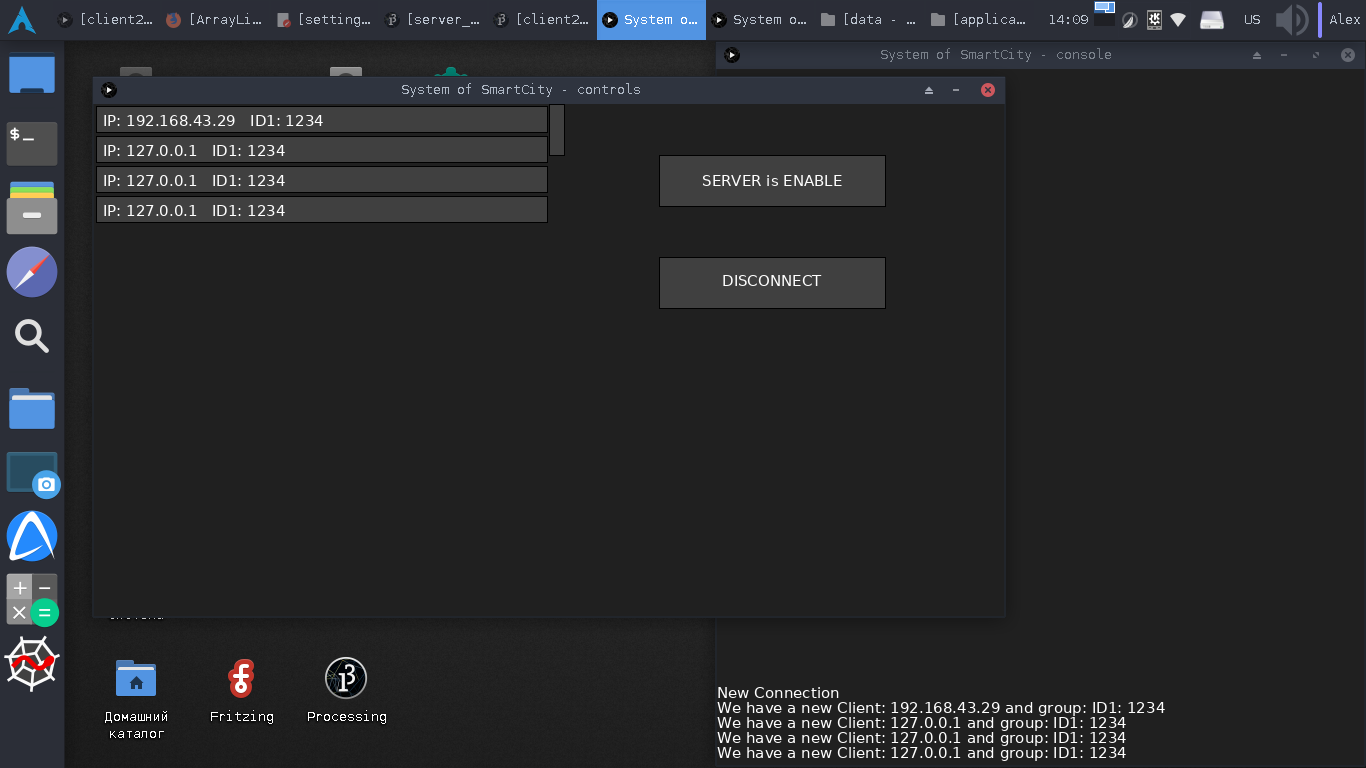 [client2… [ArrayLi… [setting… [server_… [client2… System o… System o… [data - … [applica… 14:09 US Alex
System of SmartCity - console
System of SmartCity - controls
IP: 192.168.43.29 ID1: 1234
IP: 127.0.0.1 ID1: 1234
IP: 127.0.0.1 ID1: 1234
IP: 127.0.0.1 ID1: 1234
SERVER is ENABLE
DISCONNECT
$_
Домашний каталог
Fritzing
Processing
New Connection
We have a new Client: 192.168.43.29 and group: ID1: 1234
We have a new Client: 127.0.0.1 and group: ID1: 1234
We have a new Client: 127.0.0.1 and group: ID1: 1234
We have a new Client: 127.0.0.1 and group: ID1: 1234